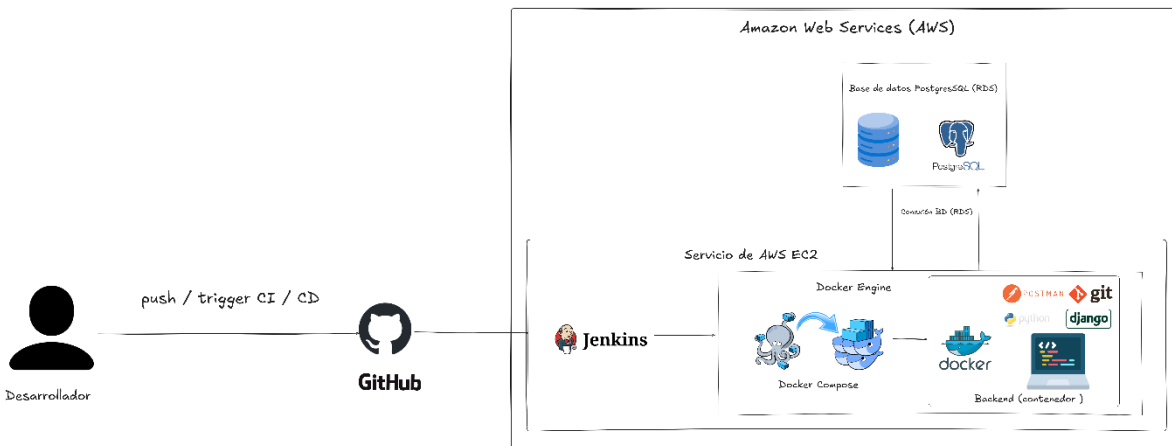 Amazon Web Services (AWS)
Base de datos PostgresSQL (RDS)
PostgreSQL
Conexión BD (RDS)
Servicio de AWS EC2
push / trigger CI / CD
Desarrollador
GitHub
Jenkins
Docker Engine
Docker Compose
docker
POSTMAN
git
python
django
Backend (contenedor )